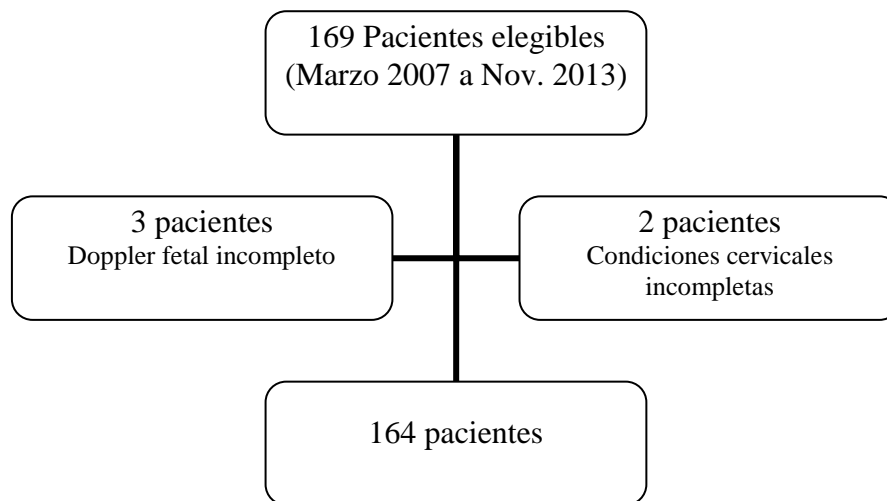 169 Pacientes elegibles
(Marzo 2007 a Nov. 2013)
3 pacientes
Doppler fetal incompleto
2 pacientes
Condiciones cervicales
incompletas
164 pacientes